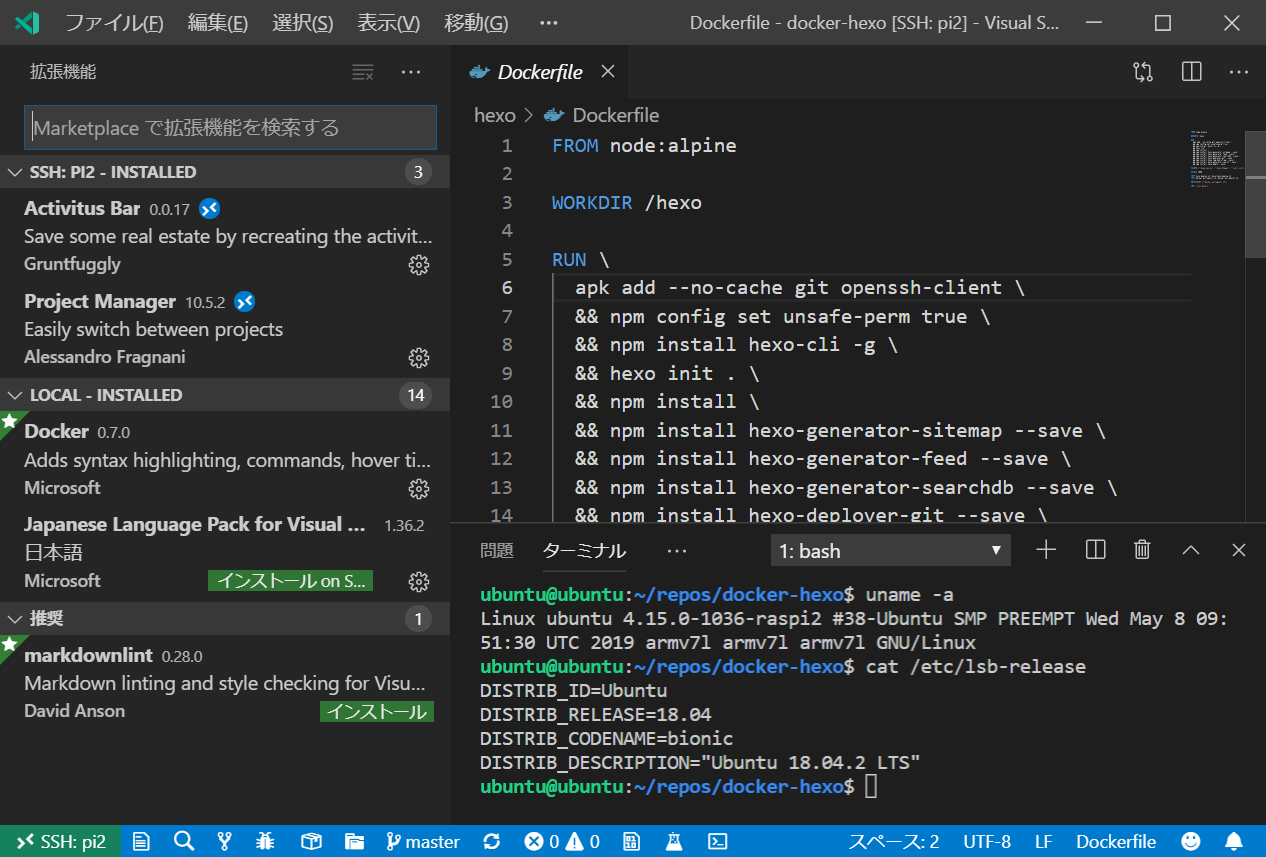 ファイル(F) 編集(E) 選択(S) 表示(V) 移動(G) ··· Dockerfile - docker-hexo [SSH: pi2] - Visual S...
拡張機能
Marketplace で拡張機能を検索する
SSH: PI2 - INSTALLED 3
Activitus Bar 0.0.17
Save some real estate by recreating the activit...
Gruntfuggly
Project Manager 10.5.2
Easily switch between projects
Alessandro Fragnani
LOCAL - INSTALLED 14
Docker 0.7.0
Adds syntax highlighting, commands, hover ti...
Microsoft
Japanese Language Pack for Visual ... 1.36.2
日本語
Microsoft インストール on S...
推奨 1
markdownlint 0.28.0
Markdown linting and style checking for Visu...
David Anson インストール
Dockerfile
hexo > Dockerfile
1 FROM node:alpine
2
3 WORKDIR /hexo
4
5 RUN \
6 apk add --no-cache git openssh-client \
7 && npm config set unsafe-perm true \
8 && npm install hexo-cli -g \
9 && hexo init . \
10 && npm install \
11 && npm install hexo-generator-sitemap --save \
12 && npm install hexo-generator-feed --save \
13 && npm install hexo-generator-searchdb --save \
14 && npm install hexo-deployer-git --save \
問題 ターミナル ··· 1: bash
ubuntu@ubuntu:~/repos/docker-hexo$ uname -a
Linux ubuntu 4.15.0-1036-raspi2 #38-Ubuntu SMP PREEMPT Wed May 8 09:
51:30 UTC 2019 armv7l armv7l armv7l GNU/Linux
ubuntu@ubuntu:~/repos/docker-hexo$ cat /etc/lsb-release
DISTRIB_ID=Ubuntu
DISTRIB_RELEASE=18.04
DISTRIB_CODENAME=bionic
DISTRIB_DESCRIPTION="Ubuntu 18.04.2 LTS"
ubuntu@ubuntu:~/repos/docker-hexo$
SSH: pi2 master 0 0 スペース: 2 UTF-8 LF Dockerfile